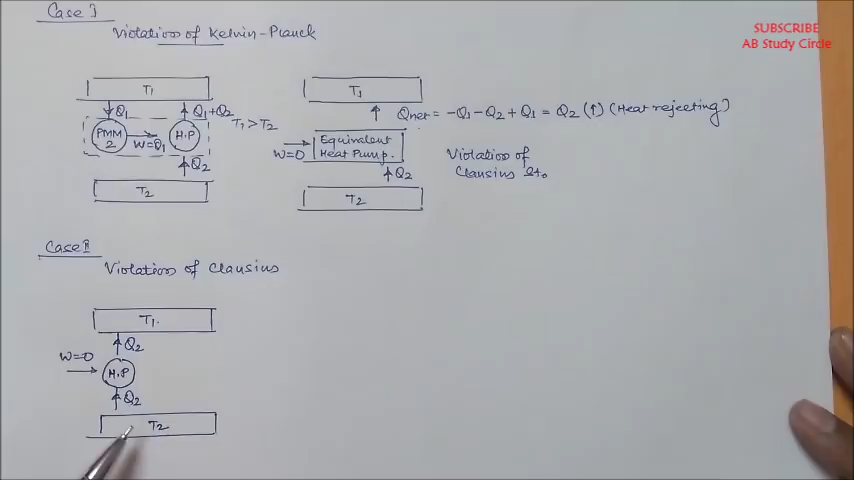 SUBSCRIBE
AB Study Circle
Case I
Violation of Kelvin-Planck
T1
Q1
Q1+Q2
PMM 2
W=Q1
H.P
T1>T2
Q2
T2
T1
Qnet = -Q1-Q2+Q1 = Q2 (↑) (Heat rejecting)
W=0
Equivalent
Heat Pump.
Q2
T2
Violation of
Clausius St.
Case II
Violation of Clausius
T1.
Q2
W=0
H.P
Q2
T2